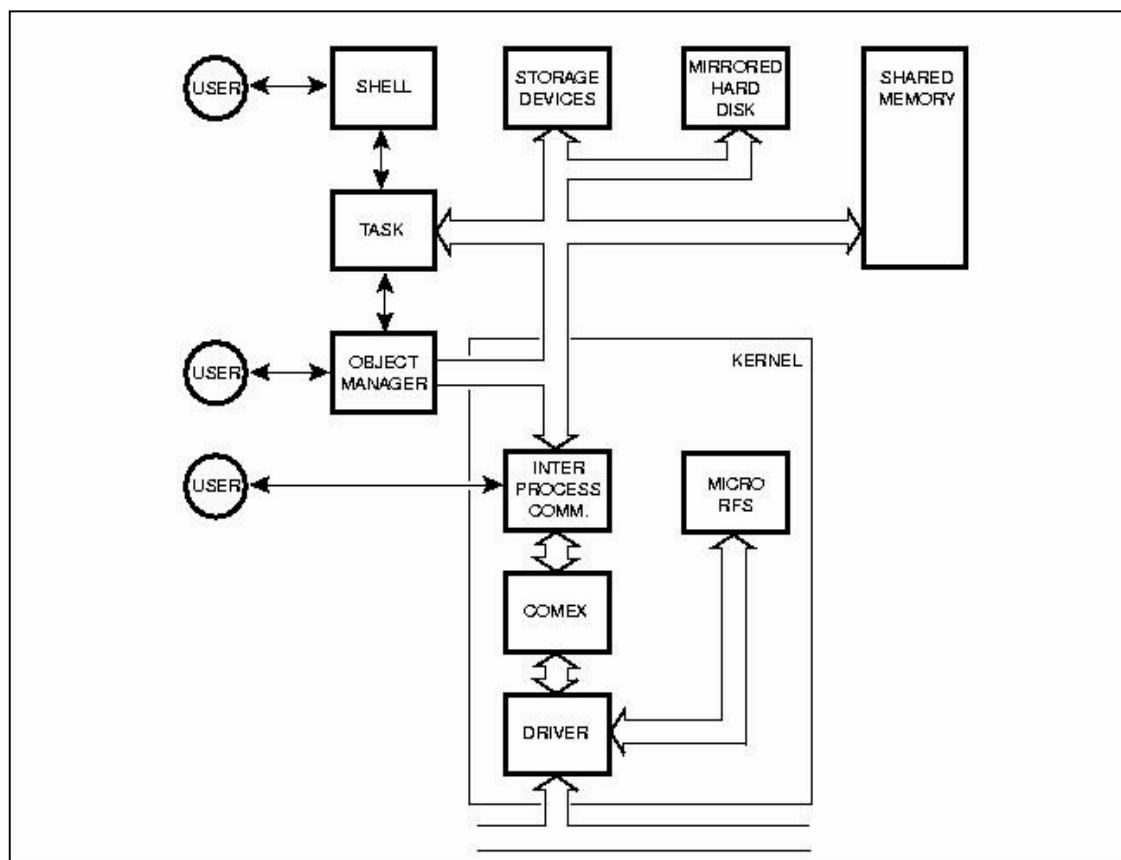 USER
SHELL
STORAGE
DEVICES
MIRRORED
HARD
DISK
SHARED
MEMORY
TASK
USER
OBJECT
MANAGER
KERNEL
USER
INTER
PROCESS
COMM.
MICRO
RFS
COMEX
DRIVER